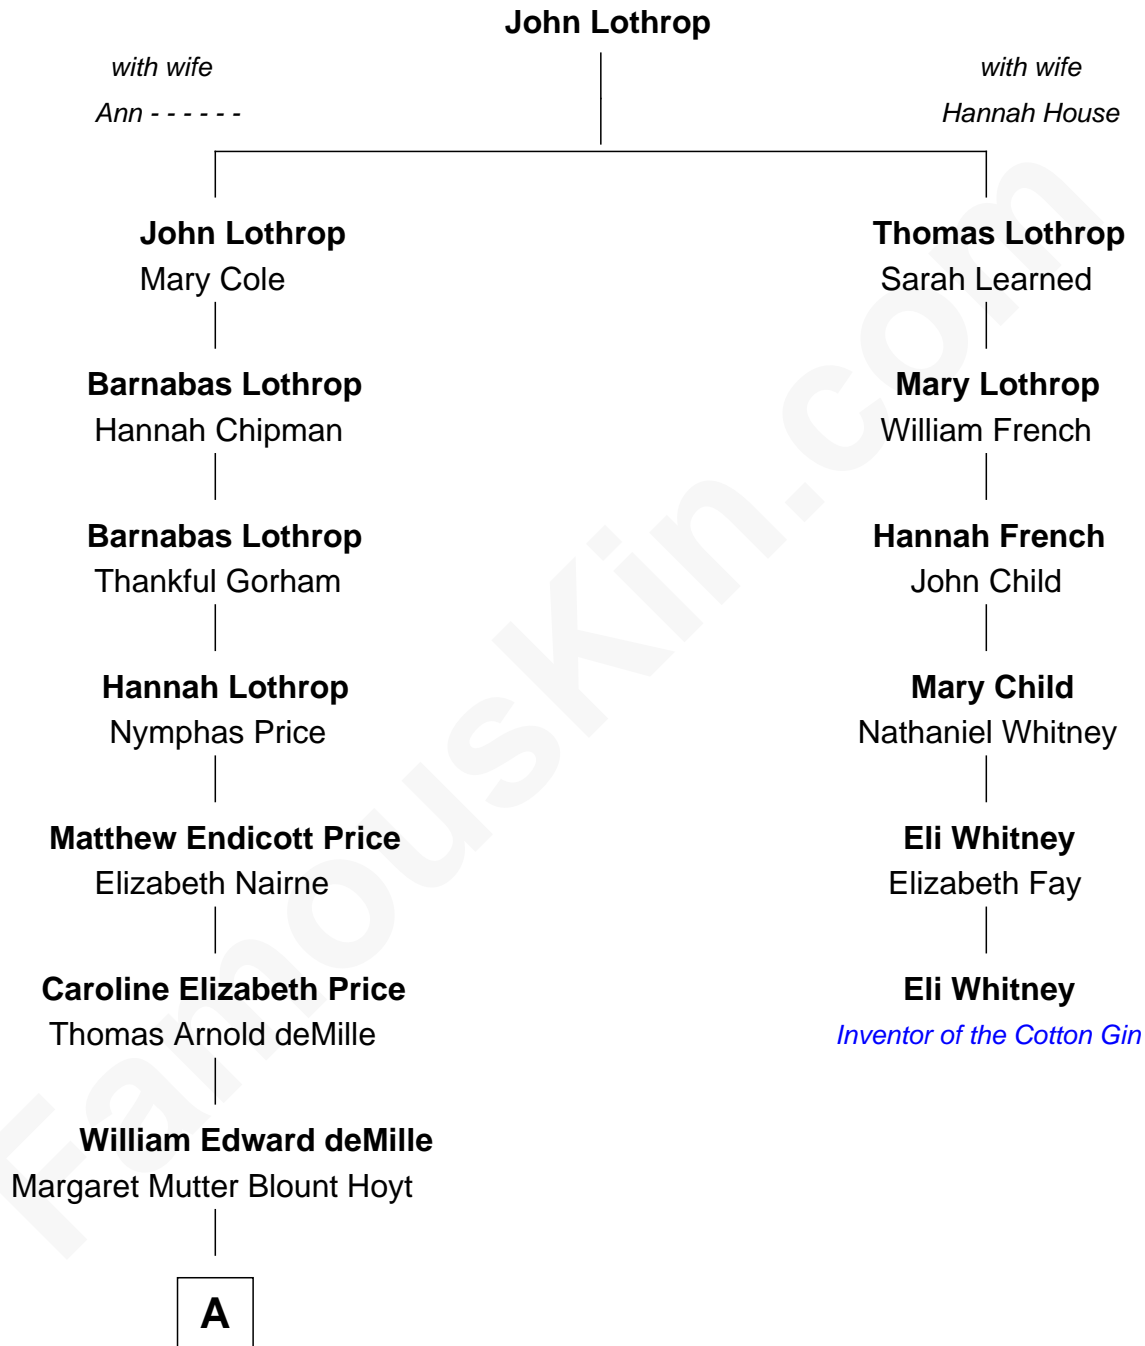 John Lothrop
with wife
Ann - - - - - -
with wife
Hannah House
John Lothrop
Mary Cole
Thomas Lothrop
Sarah Learned
Barnabas Lothrop
Hannah Chipman
Mary Lothrop
William French
Barnabas Lothrop
Thankful Gorham
Hannah French
John Child
Hannah Lothrop
Nymphas Price
Mary Child
Nathaniel Whitney
Matthew Endicott Price
Elizabeth Nairne
Eli Whitney
Elizabeth Fay
Caroline Elizabeth Price
Thomas Arnold deMille
Eli Whitney
Inventor of the Cotton Gin
William Edward deMille
Margaret Mutter Blount Hoyt
A
FamousKin.com